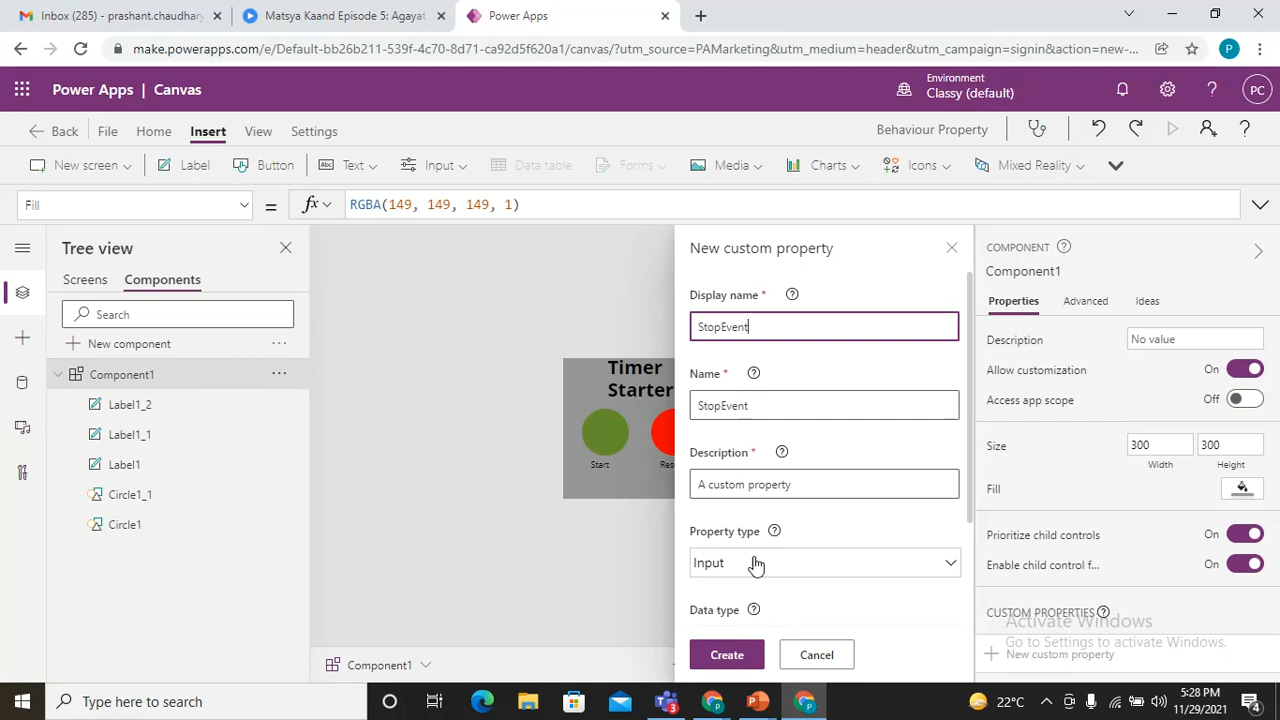 Inbox (285) - prashant.chaudhary
Matsya Kaand Episode 5: Agayat
Power Apps
make.powerapps.com/e/Default-bb26b211-539f-4c70-8d71-ca92d5f620a1/canvas/?utm_source=PAMarketing&utm_medium=header&utm_campaign=signin&action=new-...
P
Power Apps | Canvas
Environment
Classy (default)
PC
Back
File
Home
Insert
View
Settings
Behaviour Property
New screen
Label
Button
Text
Input
Data table
Forms
Media
Charts
Icons
Mixed Reality
Fill
=
fx
RGBA(149, 149, 149, 1)
Tree view
Screens
Components
Search
New component
Component1
Label1_2
Label1_1
Label1
Circle1_1
Circle1
Timer
Starter
Start
Res
Component1
New custom property
Display name *
StopEvent
Name *
StopEvent
Description *
A custom property
Property type
Input
Data type
Create
Cancel
COMPONENT
Component1
Properties
Advanced
Ideas
Description
No value
Allow customization
On
Access app scope
Off
Size
300
300
Width
Height
Fill
Prioritize child controls
On
Enable child control f...
On
CUSTOM PROPERTIES
New custom property
Activate Windows
Go to Settings to activate Windows.
Type here to search
22°C
5:28 PM
11/29/2021
4